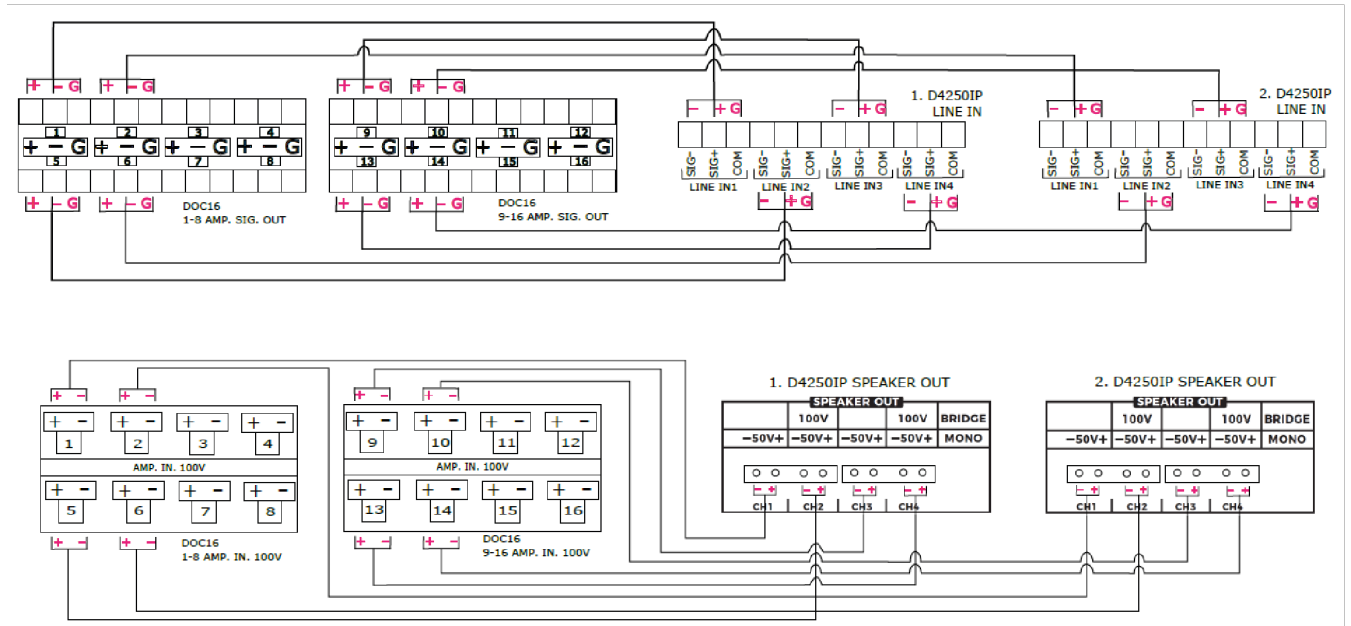 + - G + - G + - G + - G
1 2 3 4
+ - G + - G + - G + - G
5 6 7 8
+ - G + - G
DOC16
1-8 AMP. SIG. OUT
9 10 11 12
+ - G + - G + - G + - G
13 14 15 16
+ - G + - G
DOC16
9-16 AMP. SIG. OUT
- + G - + G
1. D4250IP
LINE IN
SIG- SIG+ COM SIG- SIG+ COM SIG- SIG+ COM SIG- SIG+ COM
LINE IN1 LINE IN2 LINE IN3 LINE IN4
- + G - + G
- + G - + G
2. D4250IP
LINE IN
SIG- SIG+ COM SIG- SIG+ COM SIG- SIG+ COM SIG- SIG+ COM
LINE IN1 LINE IN2 LINE IN3 LINE IN4
- + G - + G
+ - + -
+ - + - + - + -
1 2 3 4
AMP. IN. 100V
+ - + - + - + -
5 6 7 8
+ - + -
DOC16
1-8 AMP. IN. 100V
+ - + -
+ - + - + - + -
9 10 11 12
AMP. IN. 100V
+ - + - + - + -
13 14 15 16
+ - + -
DOC16
9-16 AMP. IN. 100V
1. D4250IP SPEAKER OUT
SPEAKER OUT
100V 100V BRIDGE
-50V+ -50V+ -50V+ -50V+ MONO
- + - + - + - +
CH1 CH2 CH3 CH4
2. D4250IP SPEAKER OUT
SPEAKER OUT
100V 100V BRIDGE
-50V+ -50V+ -50V+ -50V+ MONO
- + - + - + - +
CH1 CH2 CH3 CH4